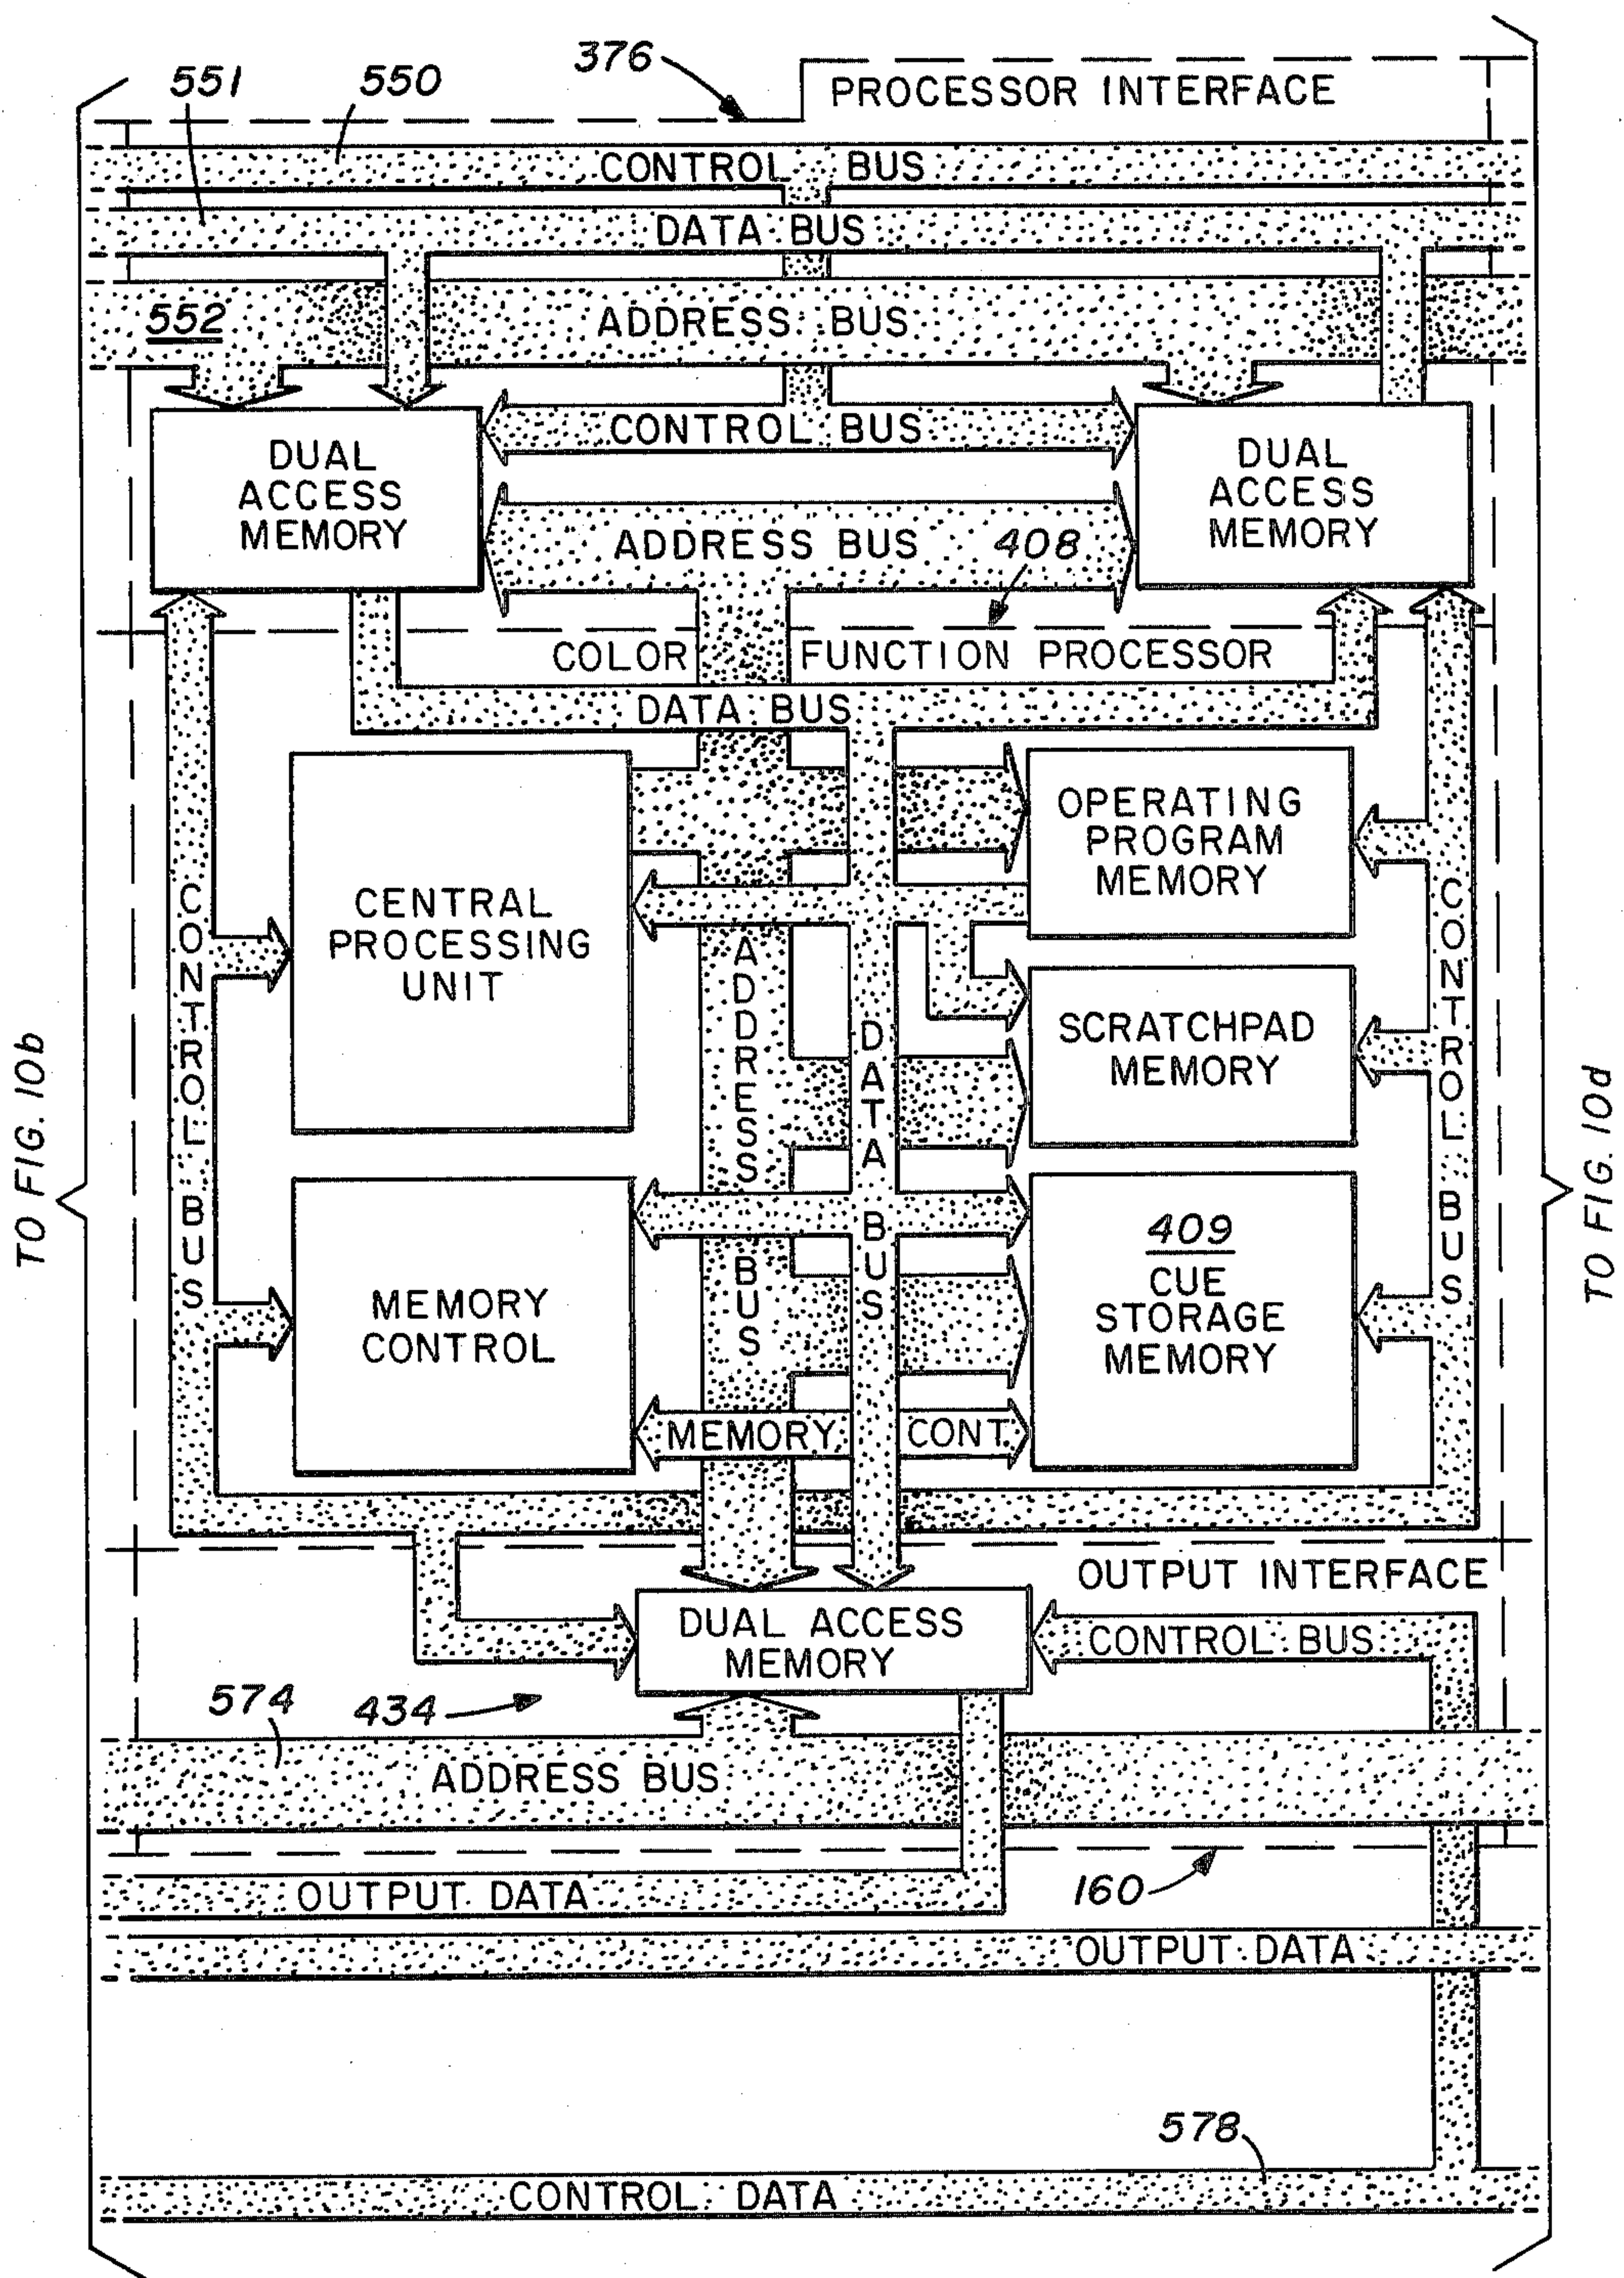 376
PROCESSOR INTERFACE
551
550
CONTROL BUS
DATA BUS
552
ADDRESS BUS
DUAL
ACCESS
MEMORY
CONTROL BUS
DUAL
ACCESS
MEMORY
ADDRESS BUS
408
COLOR FUNCTION PROCESSOR
DATA BUS
CONTROL BUS
CENTRAL
PROCESSING
UNIT
ADDRESS BUS
DATA BUS
OPERATING
PROGRAM
MEMORY
SCRATCHPAD
MEMORY
CONTROL BUS
TO FIG. 10b
TO FIG. 10d
MEMORY
CONTROL
409
CUE
STORAGE
MEMORY
MEMORY CONT.
OUTPUT INTERFACE
DUAL ACCESS
MEMORY
CONTROL BUS
574
434
ADDRESS BUS
OUTPUT DATA
160
OUTPUT DATA
578
CONTROL DATA